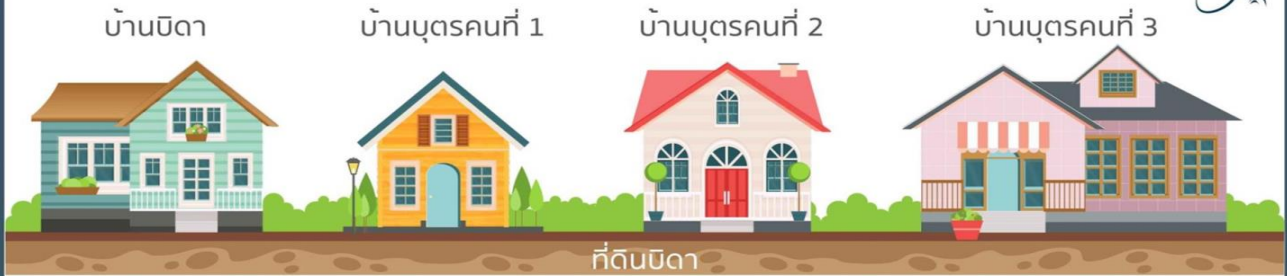 บ้านบิดา
บ้านบุตรคนที่ 1
บ้านบุตรคนที่ 2
บ้านบุตรคนที่ 3
ที่ดินบิดา